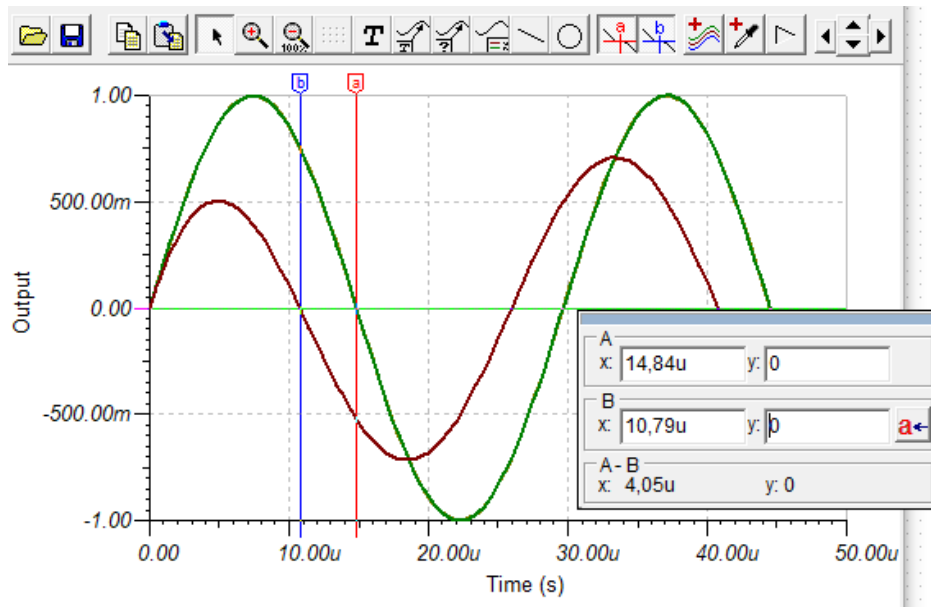 100%
T
T
?
a
b
b
a
1.00
500.00m
0.00
-500.00m
-1.00
Output
0.00
10.00u
20.00u
30.00u
40.00u
50.00u
Time (s)
A
x: 14,84u y: 0
B
x: 10,79u y: 0
a
A - B
x: 4,05u y: 0